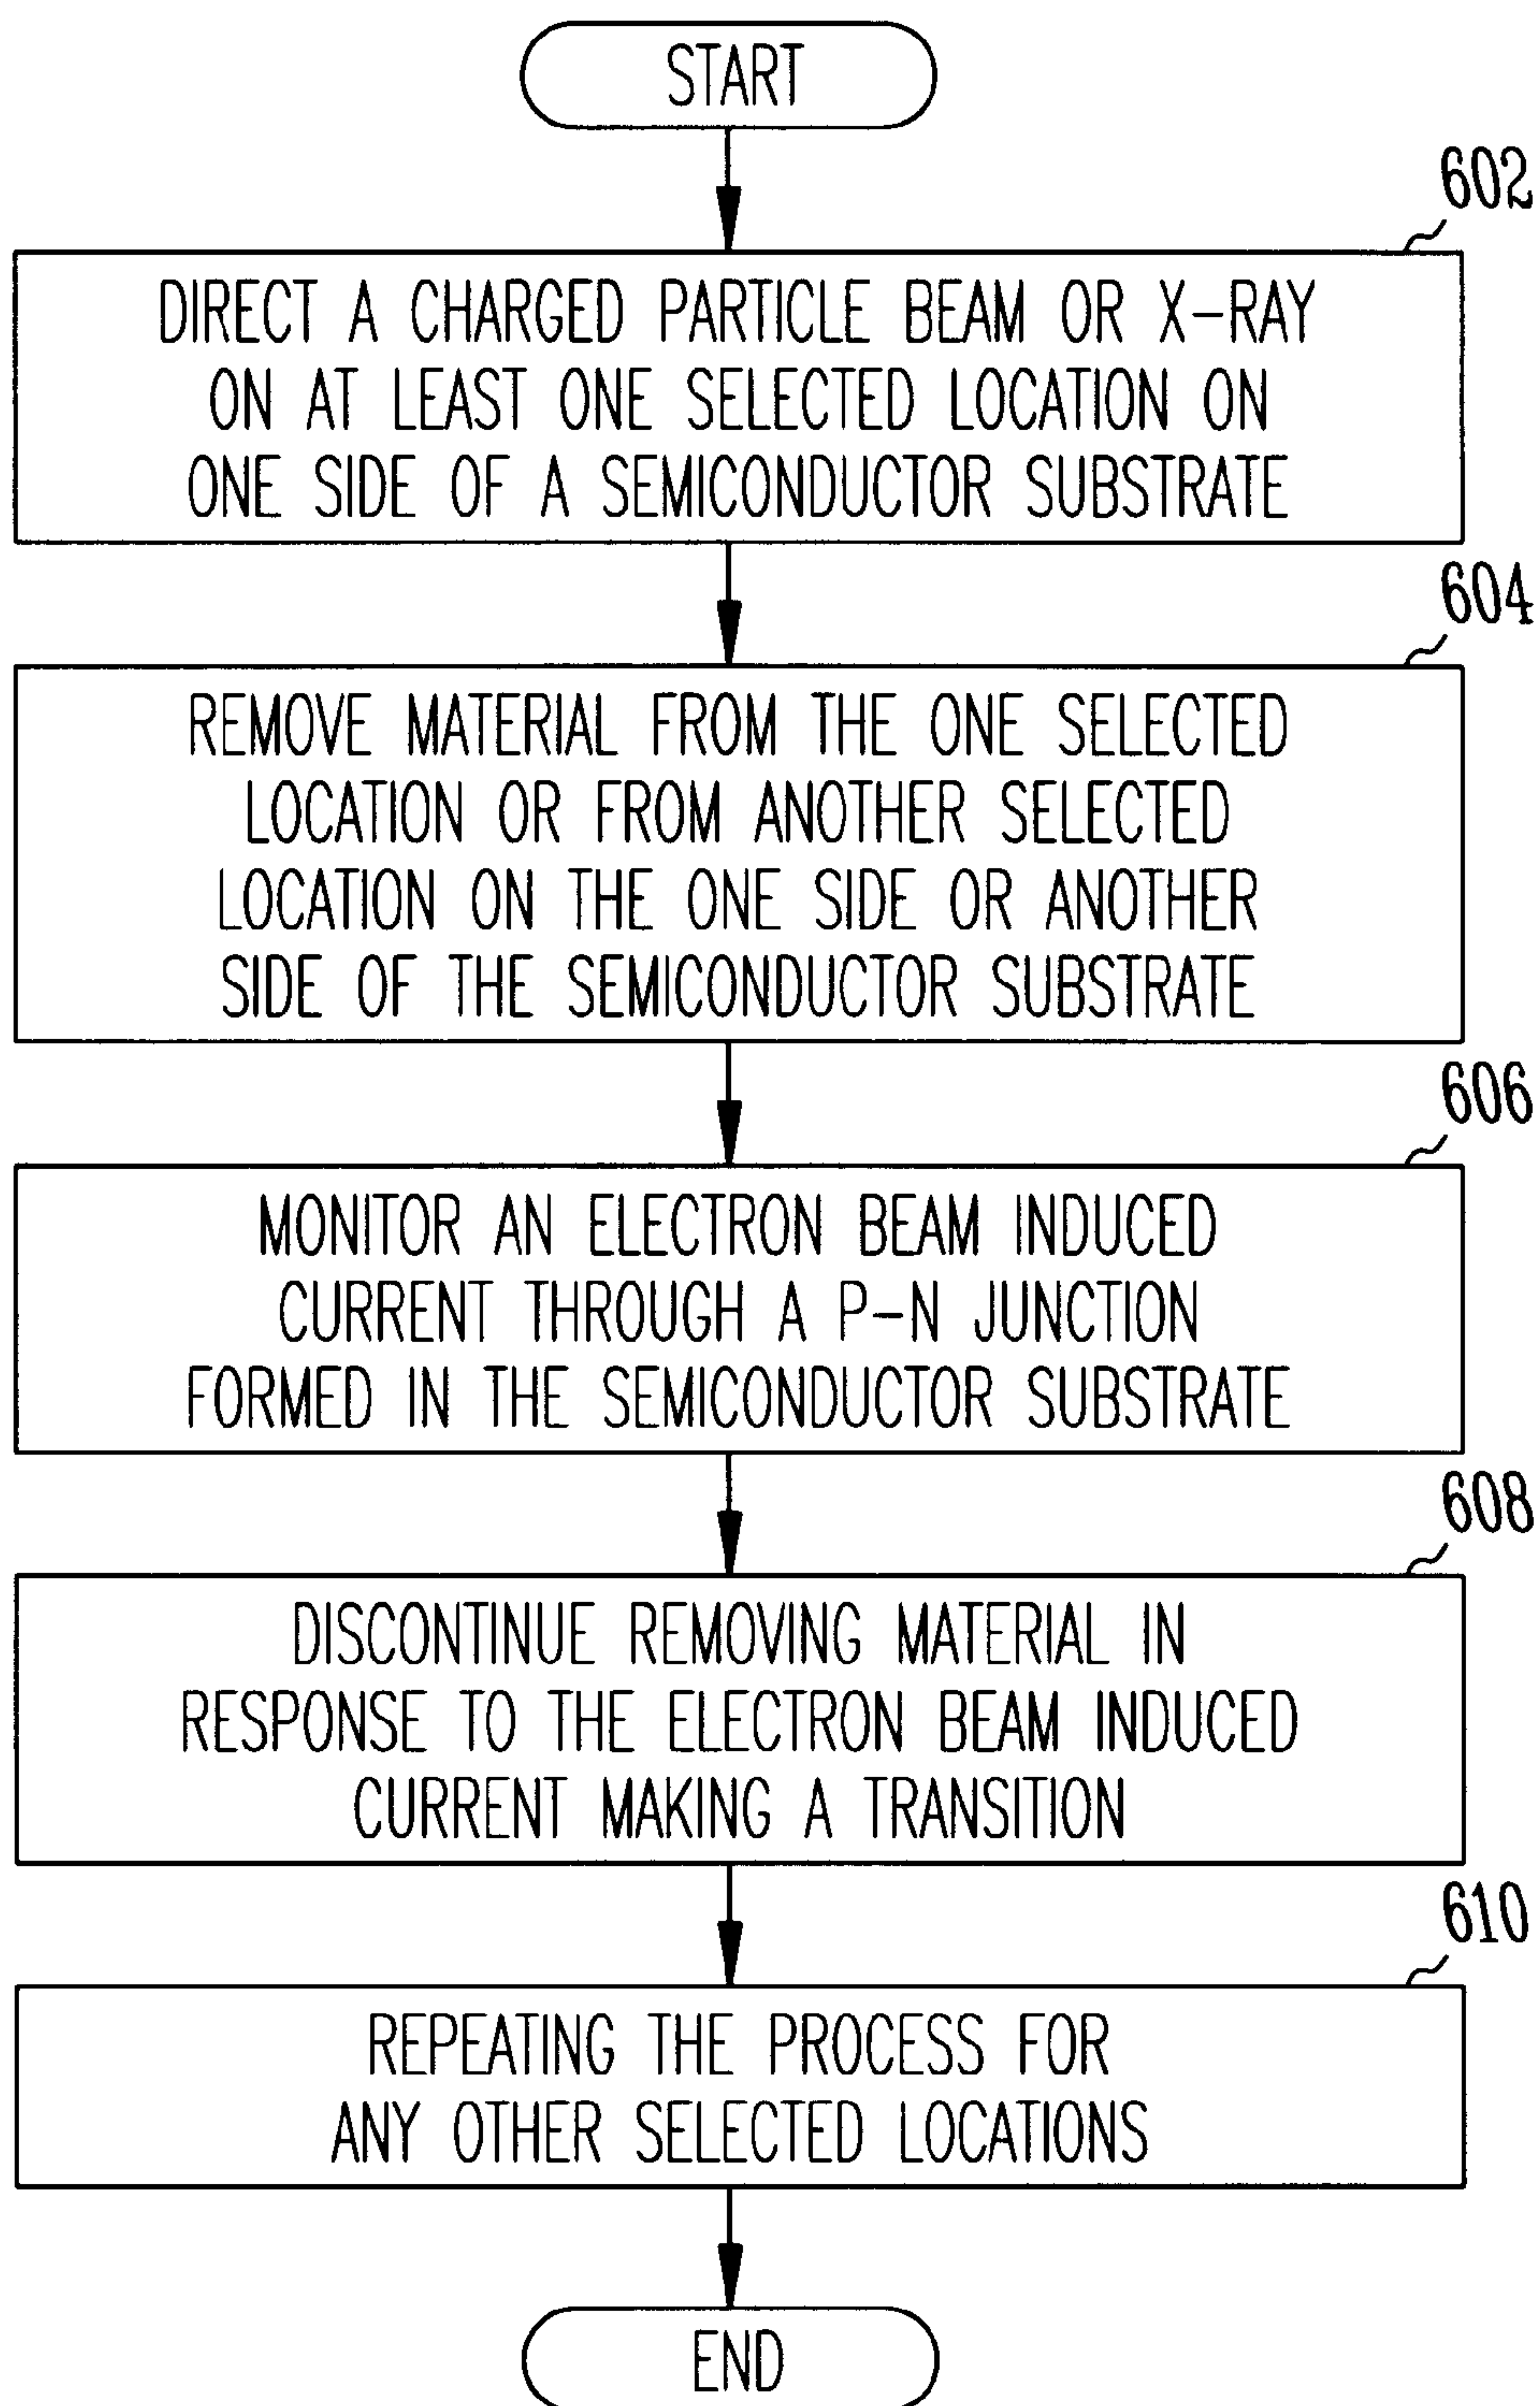 START
602
DIRECT A CHARGED PARTICLE BEAM OR X-RAY
ON AT LEAST ONE SELECTED LOCATION ON
ONE SIDE OF A SEMICONDUCTOR SUBSTRATE
604
REMOVE MATERIAL FROM THE ONE SELECTED
LOCATION OR FROM ANOTHER SELECTED
LOCATION ON THE ONE SIDE OR ANOTHER
SIDE OF THE SEMICONDUCTOR SUBSTRATE
606
MONITOR AN ELECTRON BEAM INDUCED
CURRENT THROUGH A P-N JUNCTION
FORMED IN THE SEMICONDUCTOR SUBSTRATE
608
DISCONTINUE REMOVING MATERIAL IN
RESPONSE TO THE ELECTRON BEAM INDUCED
CURRENT MAKING A TRANSITION
610
REPEATING THE PROCESS FOR
ANY OTHER SELECTED LOCATIONS
END